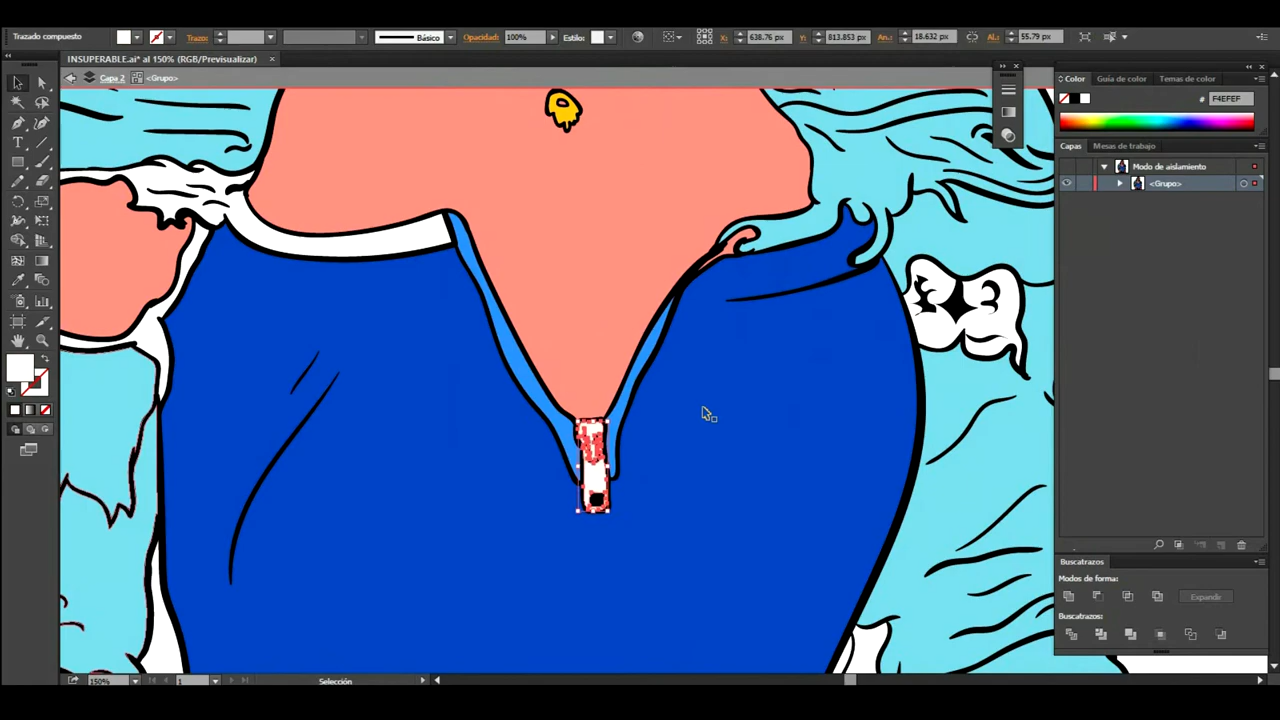 Trazado compuesto
Trazo:
Básico
Opacidad: 100%
Estilo:
X: 638.76 px
Y: 813.853 px
An.: 18.632 px
Al.: 55.79 px
INSUPERABLE.ai* al 150% (RGB/Previsualizar)
Capa 2
<Grupo>
Color
Guía de color
Temas de color
# F4EFEF
Capas
Mesas de trabajo
Modo de aislamiento
<Grupo>
Buscatrazos
Modos de forma:
Expandir
Buscatrazos:
150%
1
Selección